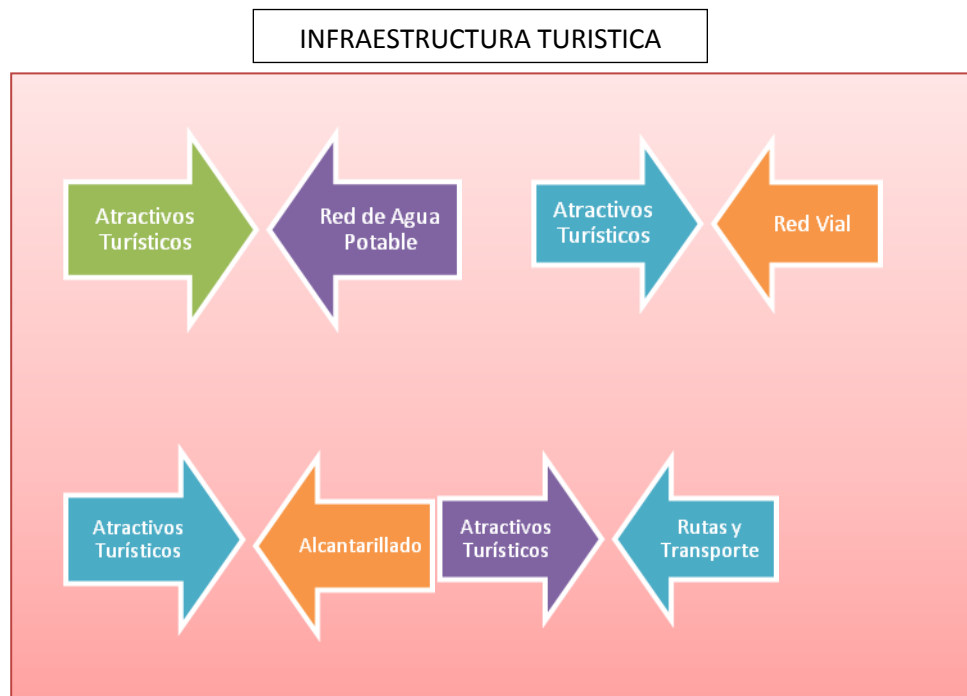 INFRAESTRUCTURA TURISTICA
Atractivos
Turísticos
Red de Agua
Potable
Atractivos
Turísticos
Red Vial
Atractivos
Turísticos
Alcantarillado
Atractivos
Turísticos
Rutas y
Transporte